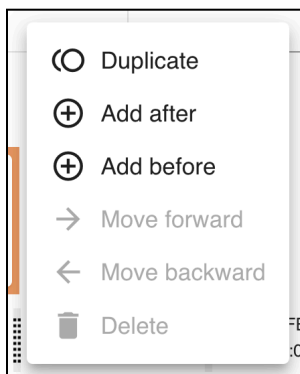 Duplicate
Add after
Add before
Move forward
Move backward
Delete